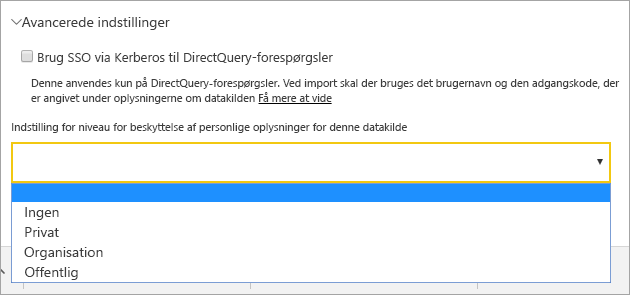 Avancerede indstillinger
Brug SSO via Kerberos til DirectQuery-forespørgsler
Denne anvendes kun på DirectQuery-forespørgsler. Ved import skal der bruges det brugernavn og den adgangskode, der
er angivet under oplysningerne om datakilden Få mere at vide
Indstilling for niveau for beskyttelse af personlige oplysninger for denne datakilde
Ingen
Privat
Organisation
Offentlig